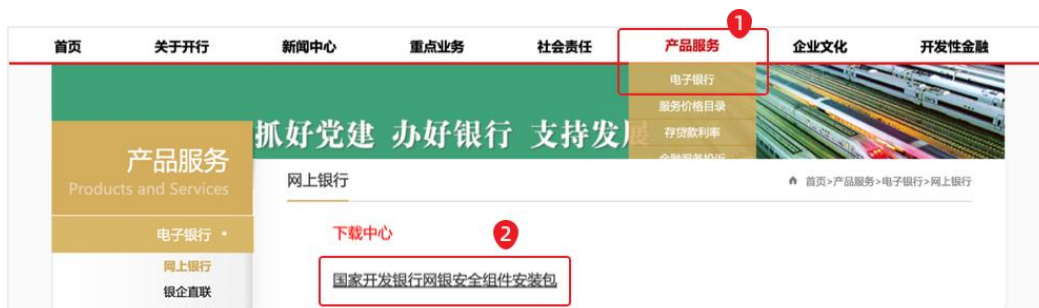 1
首页 关于开行 新闻中心 重点业务 社会责任 产品服务 企业文化 开发性金融
电子银行
服务价格目录
存贷款利率
抓好党建 办好银行 支持发展
产品服务
Products and Services
网上银行
首页>产品服务>电子银行>网上银行
电子银行
下载中心
2
网上银行
国家开发银行网银安全组件安装包
银企直联